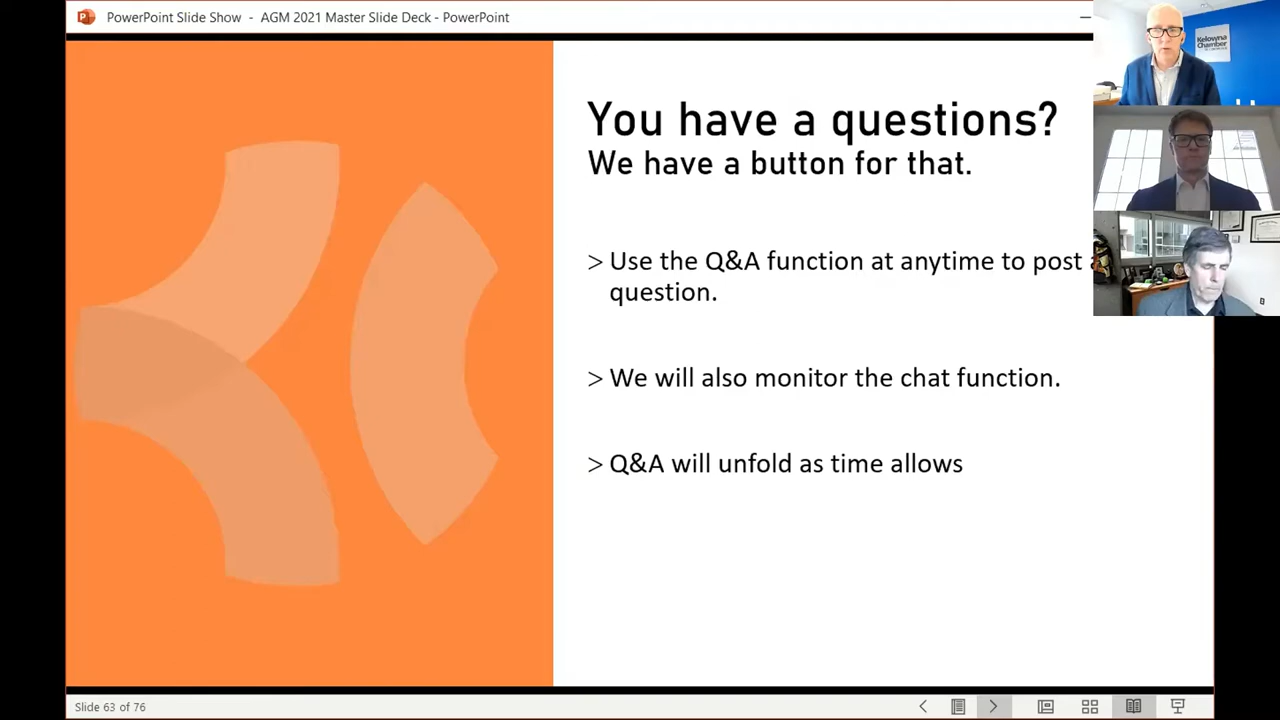 PowerPoint Slide Show - AGM 2021 Master Slide Deck - PowerPoint
Kelowna
Chamber
You have a questions?
We have a button for that.
> Use the Q&A function at anytime to post
question.
> We will also monitor the chat function.
> Q&A will unfold as time allows
Slide 63 of 76